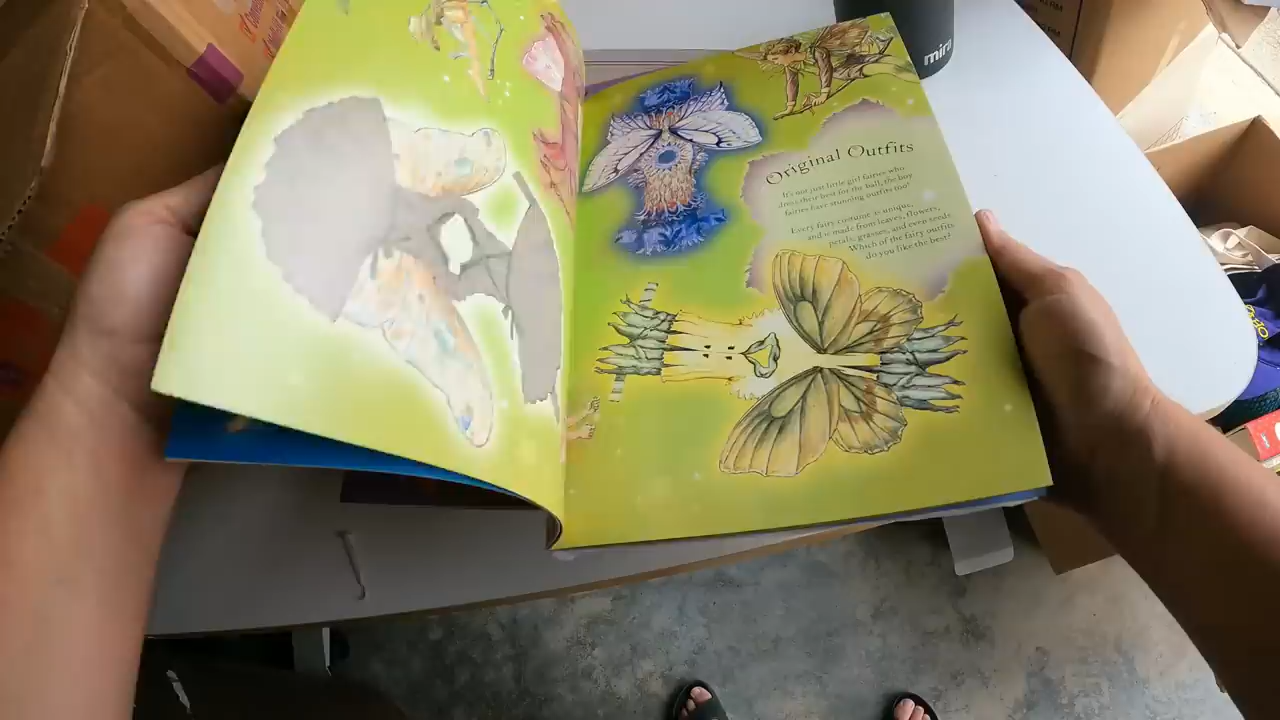 mira
Original Outfits
It's not just little girl fairies who
dress their best for the ball, the boy
fairies have stunning outfits too!
Every fairy costume is unique,
and is made from leaves, flowers,
petals, grasses, and even seeds.
Which of the fairy outfits
do you like the best?